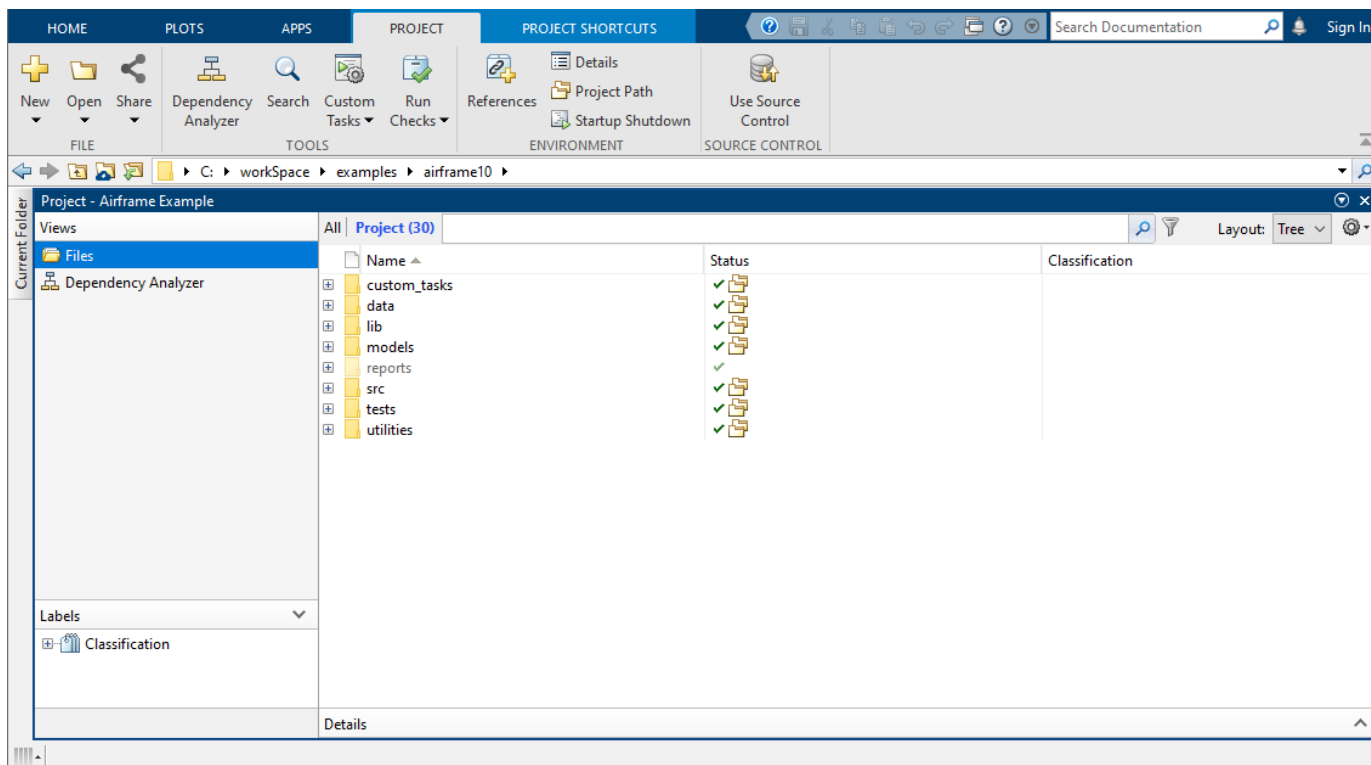 HOME PLOTS APPS PROJECT PROJECT SHORTCUTS Search Documentation Sign In
New Open Share Dependency Analyzer Search Custom Tasks Run Checks References Details Project Path Startup Shutdown Use Source Control
FILE TOOLS ENVIRONMENT SOURCE CONTROL
C: workSpace examples airframe10
Current Folder
Project - Airframe Example
Views All Project (30) Layout: Tree
Files Name Status Classification
Dependency Analyzer custom_tasks
data
lib
models
reports
src
tests
utilities
Labels
Classification
Details